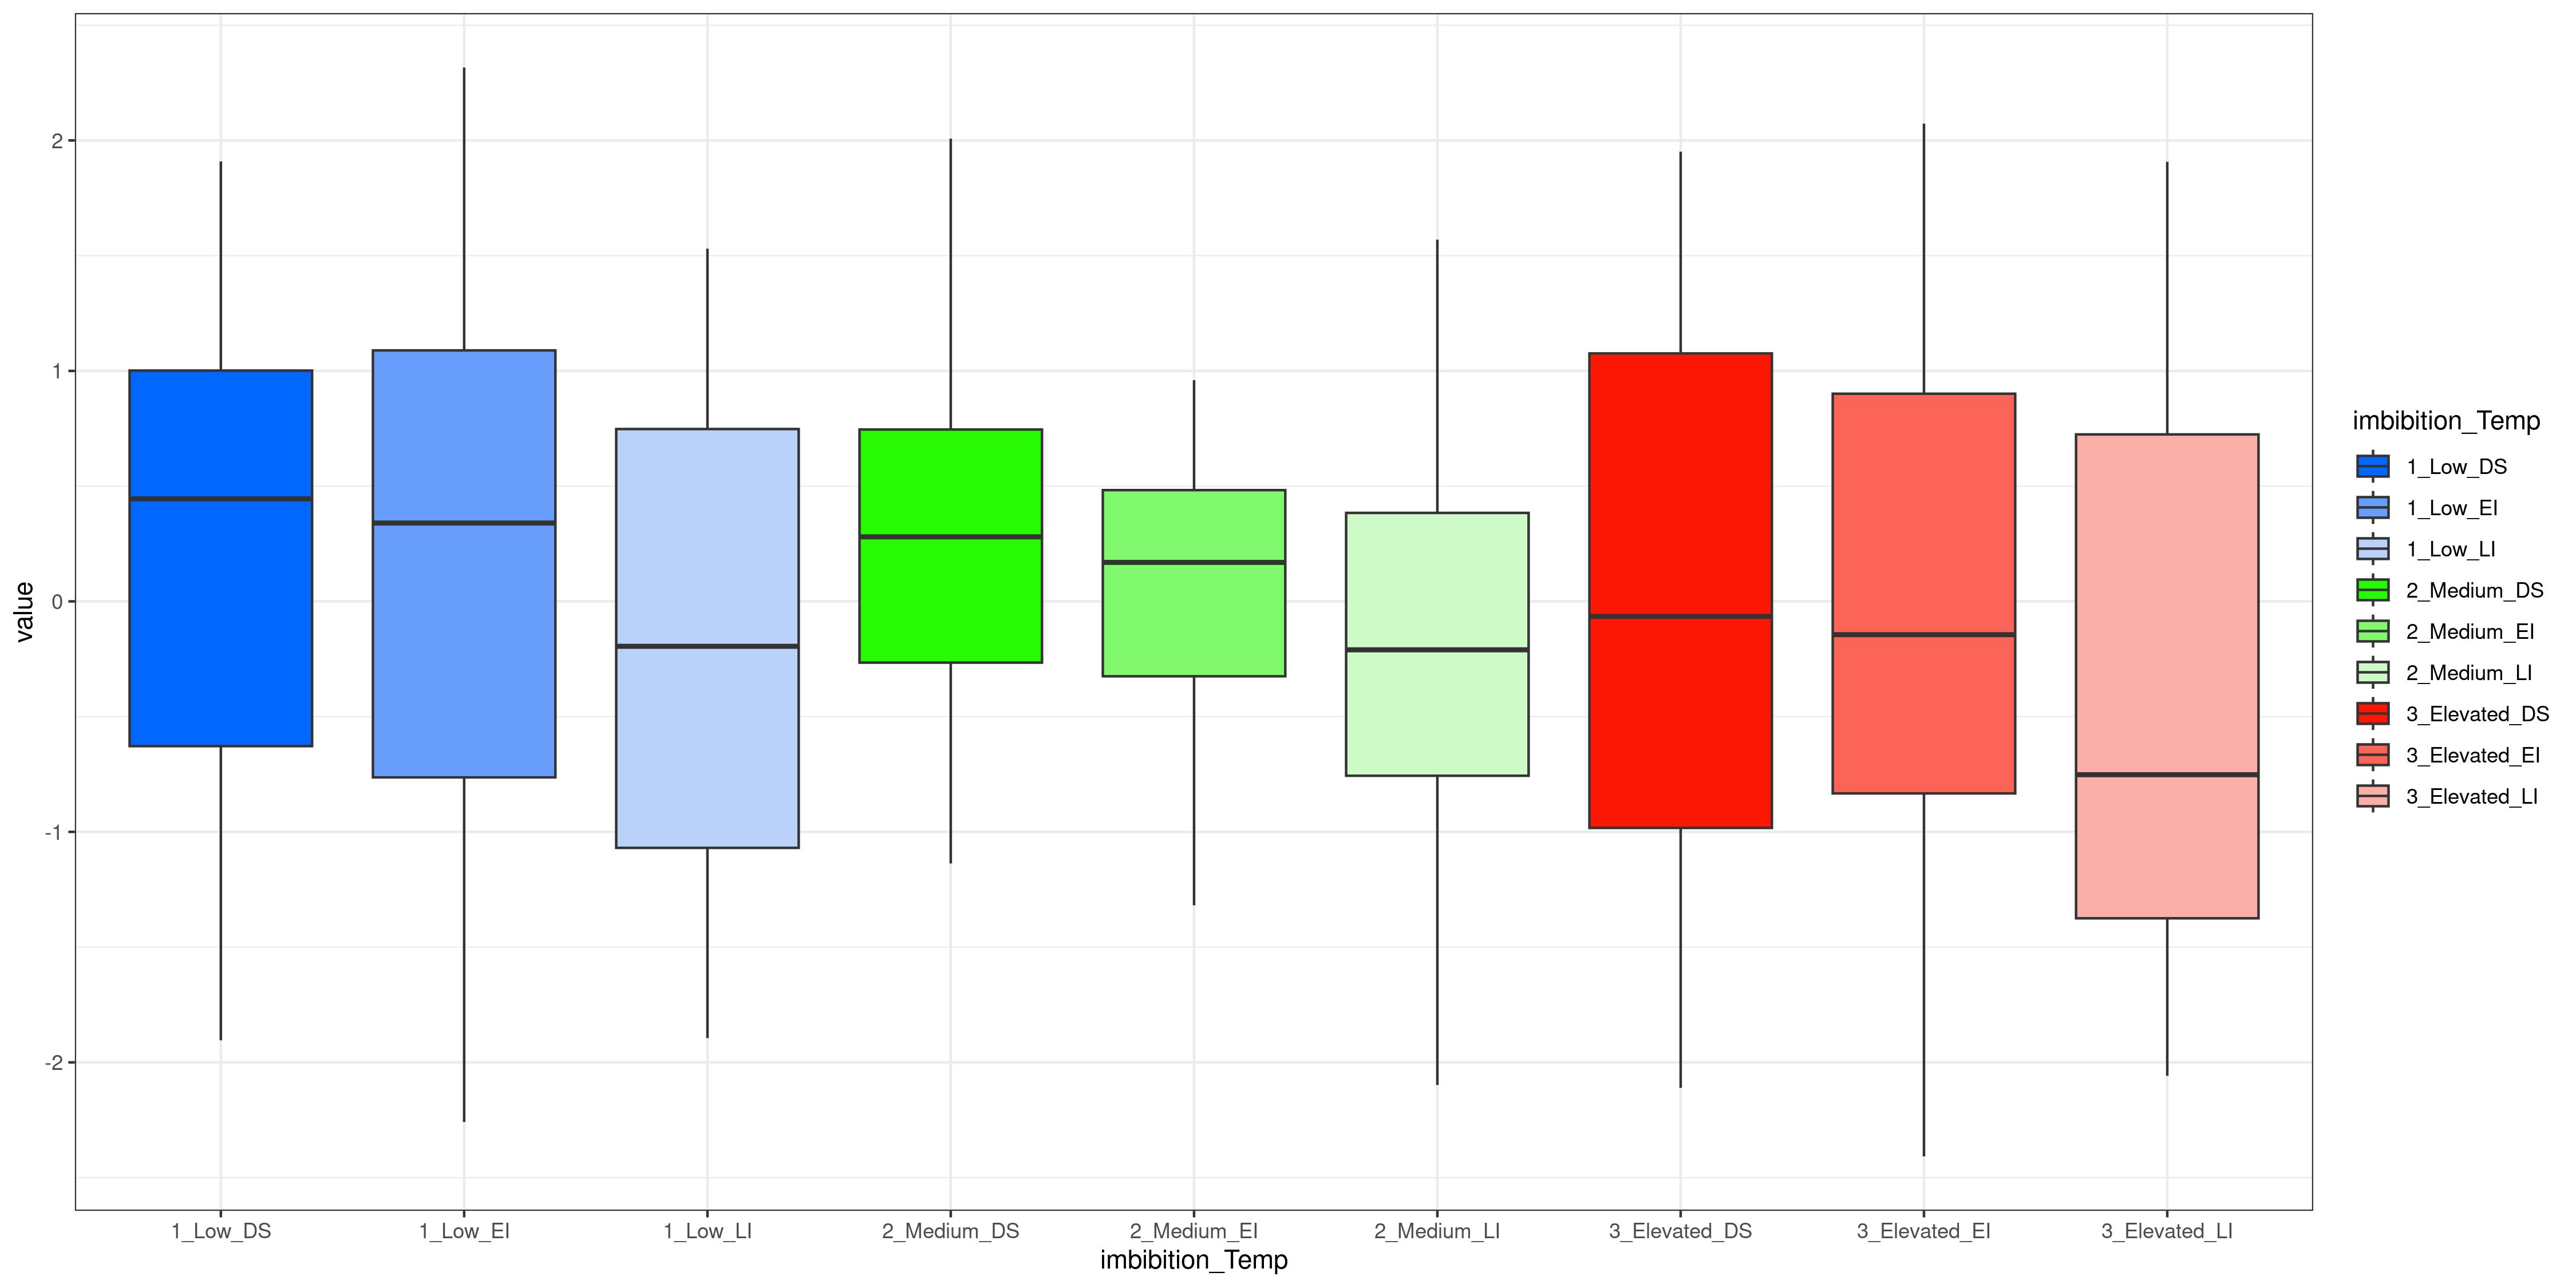 value
2
1
0
-1
-2
1_Low_DS
1_Low_EI
1_Low_LI
2_Medium_DS
2_Medium_EI
2_Medium_LI
3_Elevated_DS
3_Elevated_EI
3_Elevated_LI
imbibition_Temp
imbibition_Temp
1_Low_DS
1_Low_EI
1_Low_LI
2_Medium_DS
2_Medium_EI
2_Medium_LI
3_Elevated_DS
3_Elevated_EI
3_Elevated_LI